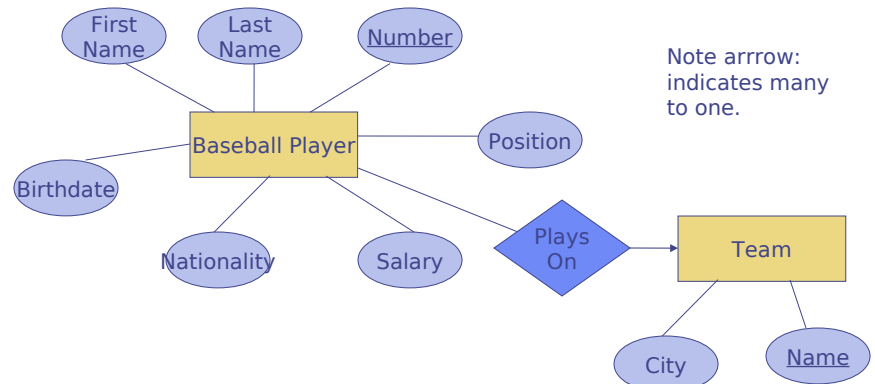 First
Name
Last
Name
Number
Note arrrow:
indicates many
to one.
Baseball Player
Position
Birthdate
Nationality
Salary
Plays
On
Team
City
Name